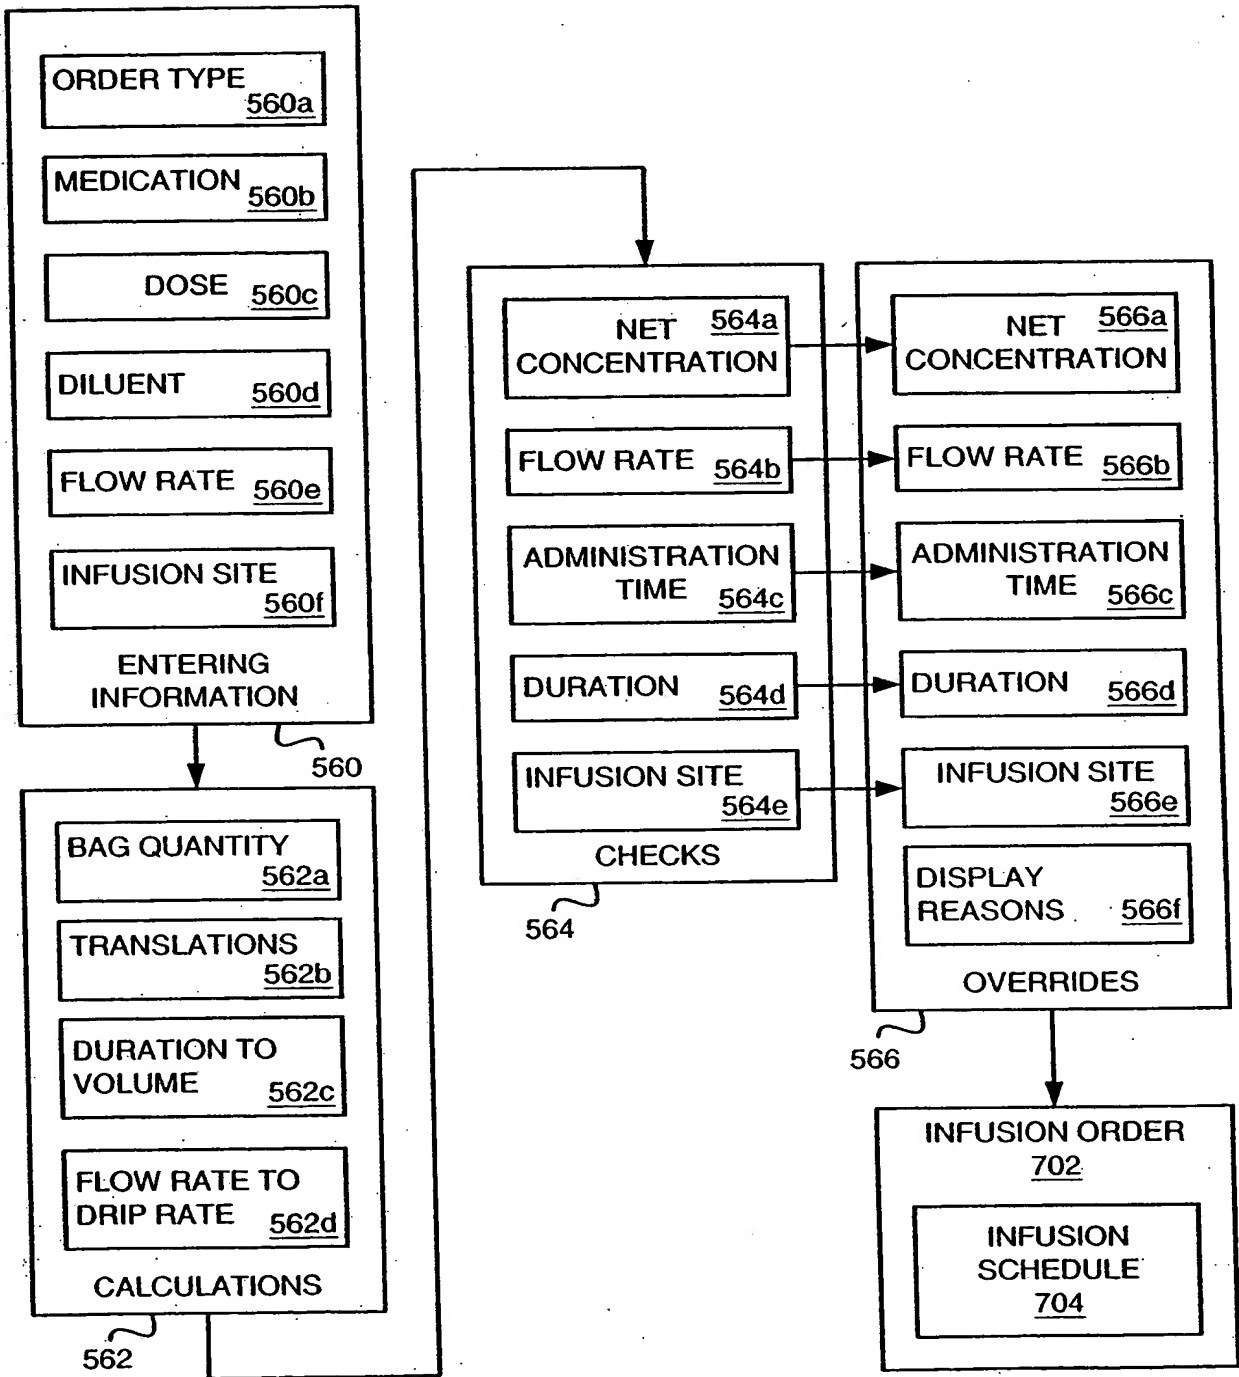 ORDER TYPE
560a
MEDICATION
560b
DOSE
560c
DILUENT
560d
FLOW RATE
560e
INFUSION SITE
560f
ENTERING
INFORMATION
560
BAG QUANTITY
562a
TRANSLATIONS
562b
DURATION TO
VOLUME
562c
FLOW RATE TO
DRIP RATE
562d
CALCULATIONS
562
NET
564a
CONCENTRATION
FLOW RATE
564b
ADMINISTRATION
TIME
564c
DURATION
564d
INFUSION SITE
564e
CHECKS
564
NET
566a
CONCENTRATION
FLOW RATE
566b
ADMINISTRATION
TIME
566c
DURATION
566d
INFUSION SITE
566e
DISPLAY
REASONS
566f
OVERRIDES
566
INFUSION ORDER
702
INFUSION
SCHEDULE
704